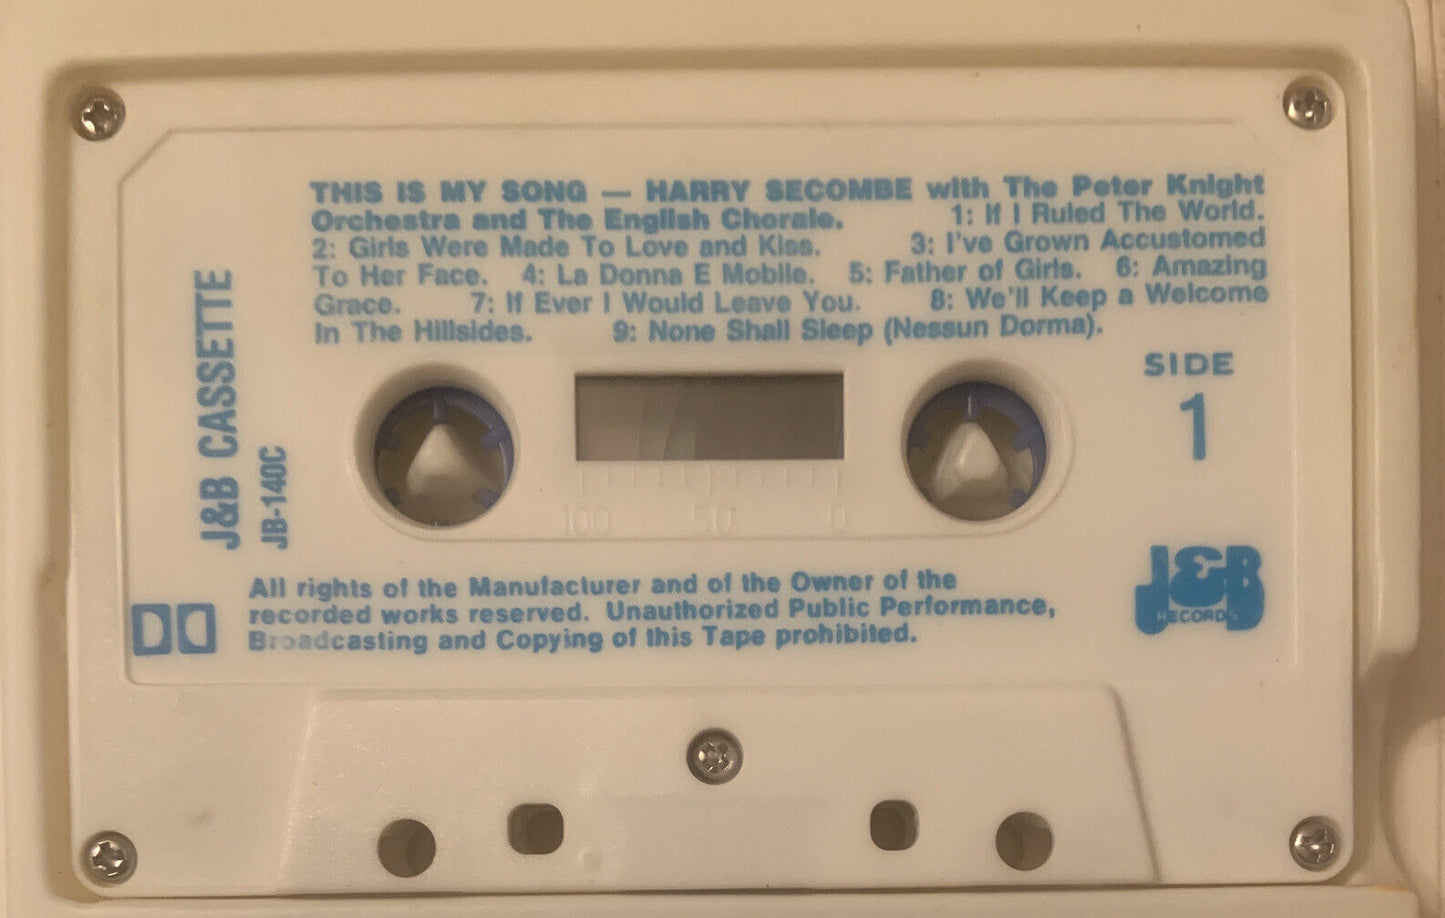 THIS IS MY SONG — HARRY SECOMBE with The Peter Knight
Orchestra and The English Chorale. 1: If I Ruled The World.
2: Girls Were Made To Love and Kiss. 3: I've Grown Accustomed
To Her Face. 4: La Donna E Mobile. 5: Father of Girls. 6: Amazing
Grace. 7: If Ever I Would Leave You. 8: We'll Keep a Welcome
In The Hillsides. 9: None Shall Sleep (Nessun Dorma).
J&B CASSETTE
JB-140C
SIDE
1
100 50 0
J&B
RECORDS
All rights of the Manufacturer and of the Owner of the
recorded works reserved. Unauthorized Public Performance,
Broadcasting and Copying of this Tape prohibited.